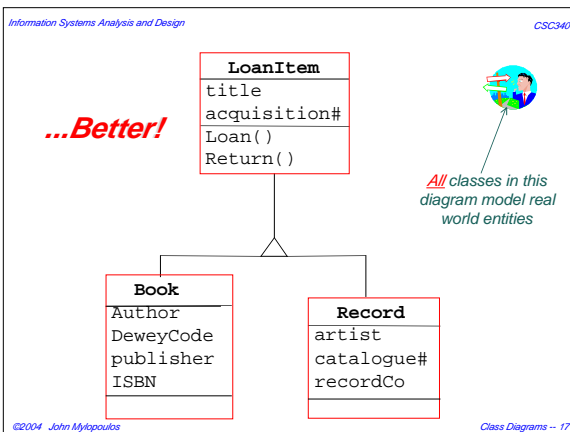 Information Systems Analysis and Design
CSC340
LoanItem
title
acquisition#
Loan()
Return()
...Better!
All classes in this
diagram model real
world entities
Book
Author
DeweyCode
publisher
ISBN
Record
artist
catalogue#
recordCo
©2004 John Mylopoulos
Class Diagrams -- 17